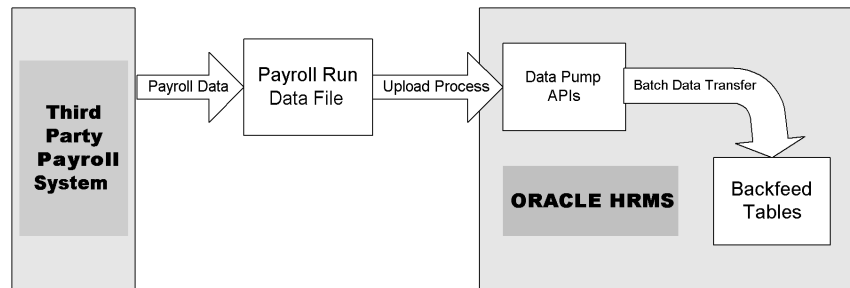 Third
Party
Payroll
System
Payroll Data
Payroll Run
Data File
Upload Process
Data Pump
APIs
Batch Data Transfer
ORACLE HRMS
Backfeed
Tables